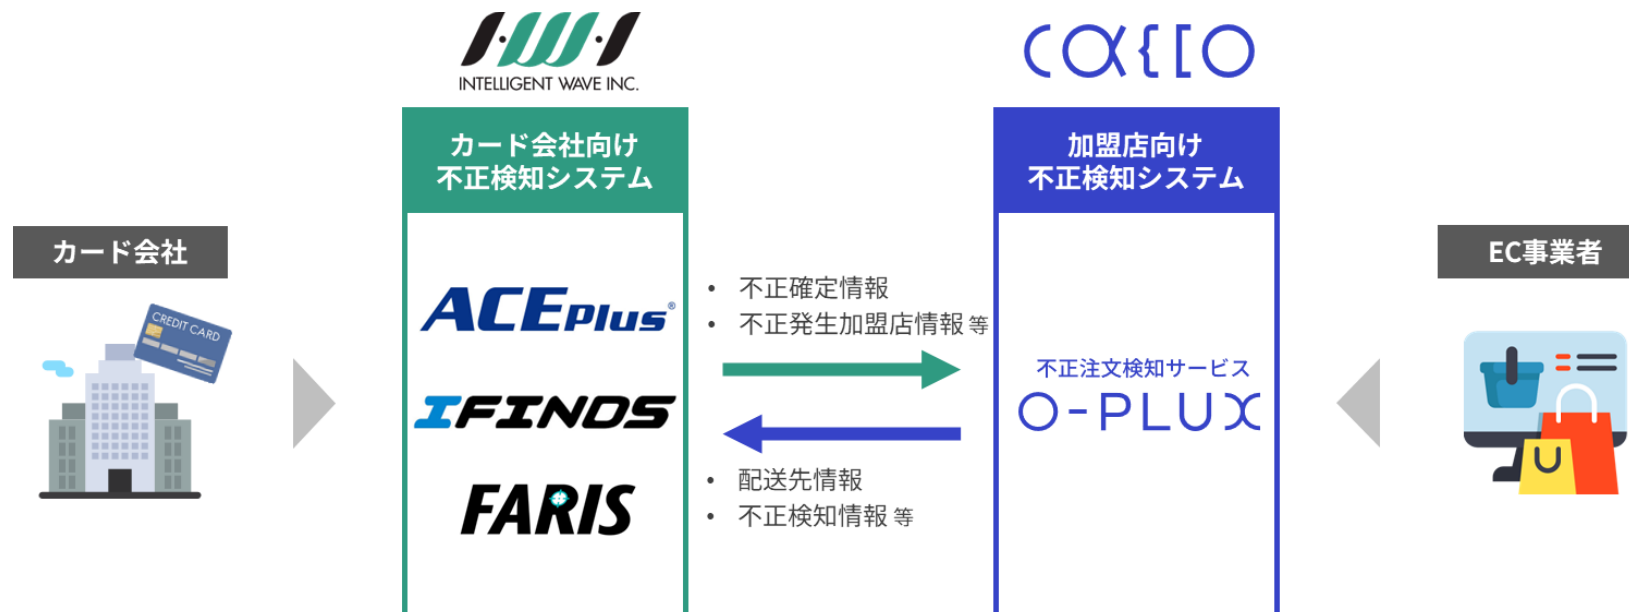 INTELLIGENT WAVE INC.
cacco
カード会社向け
不正検知システム
加盟店向け
不正検知システム
カード会社
EC事業者
CREDIT CARD
ACEPlus®
IFINDS
FARIS
• 不正確定情報
• 不正発生加盟店情報 等
• 配送先情報
• 不正検知情報 等
不正注文検知サービス
O-PLUX